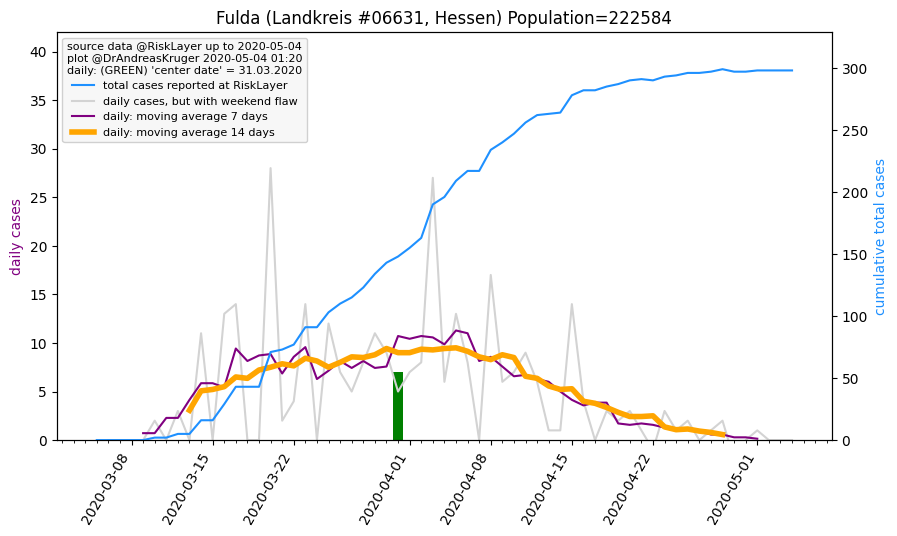 Fulda (Landkreis #06631, Hessen) Population=222584
source data @RiskLayer up to 2020-05-04
plot @DrAndreasKruger 2020-05-04 01:20
daily: (GREEN) 'center date' = 31.03.2020
total cases reported at RiskLayer
daily cases, but with weekend flaw
daily: moving average 7 days
daily: moving average 14 days
daily cases
40
35
30
25
20
15
10
5
0
cumulative total cases
300
250
200
150
100
50
0
2020-03-08
2020-03-15
2020-03-22
2020-04-01
2020-04-08
2020-04-15
2020-04-22
2020-05-01